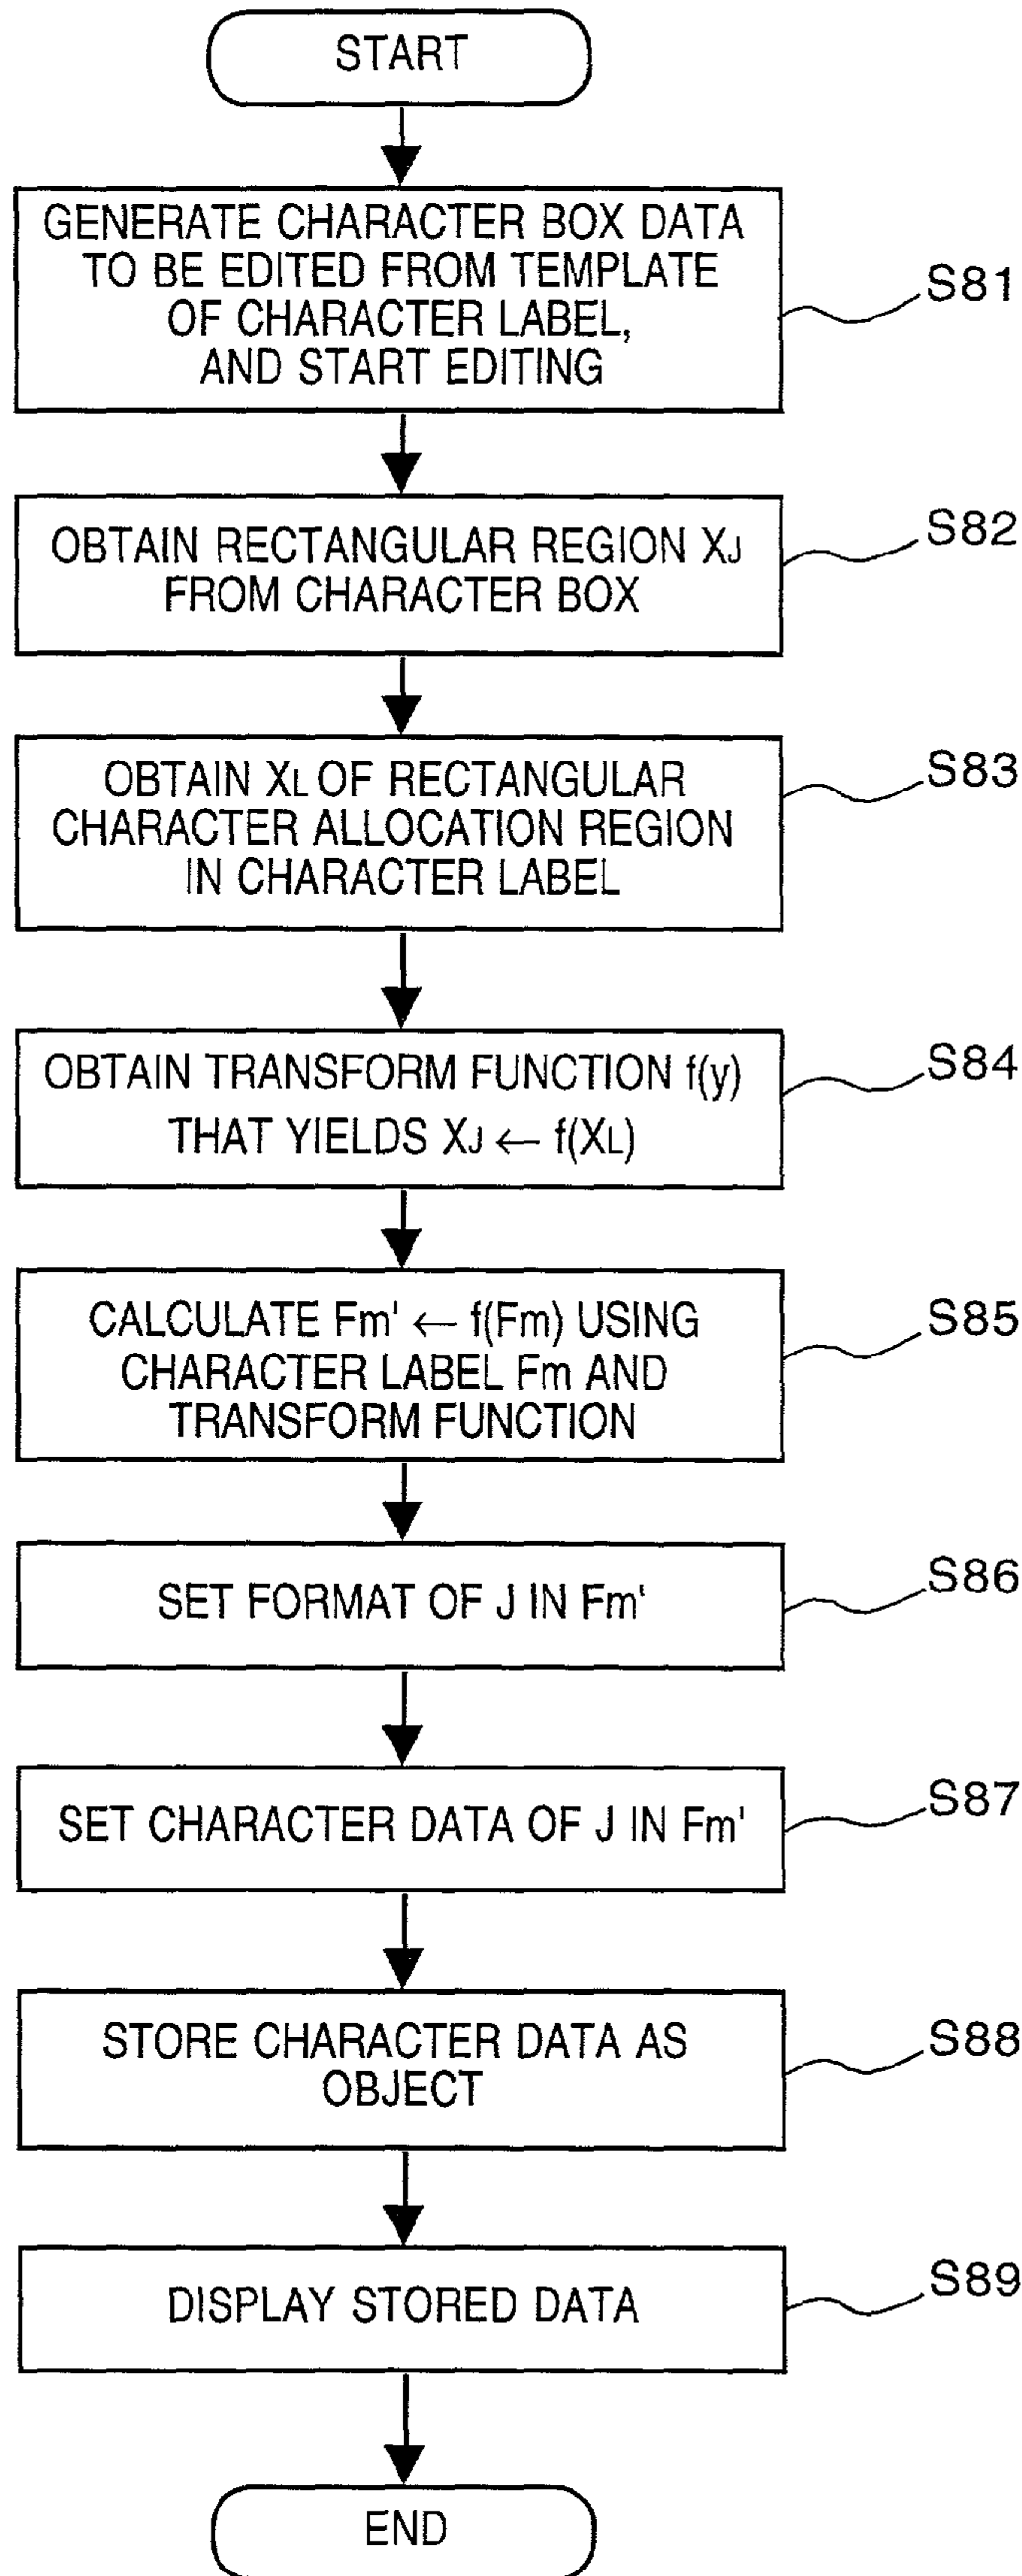 START
GENERATE CHARACTER BOX DATA
TO BE EDITED FROM TEMPLATE
OF CHARACTER LABEL,
AND START EDITING
S81
OBTAIN RECTANGULAR REGION XJ
FROM CHARACTER BOX
S82
OBTAIN XL OF RECTANGULAR
CHARACTER ALLOCATION REGION
IN CHARACTER LABEL
S83
OBTAIN TRANSFORM FUNCTION f(y)
THAT YIELDS XJ ← f(XL)
S84
CALCULATE Fm' ← f(Fm) USING
CHARACTER LABEL Fm AND
TRANSFORM FUNCTION
S85
SET FORMAT OF J IN Fm'
S86
SET CHARACTER DATA OF J IN Fm'
S87
STORE CHARACTER DATA AS
OBJECT
S88
DISPLAY STORED DATA
S89
END